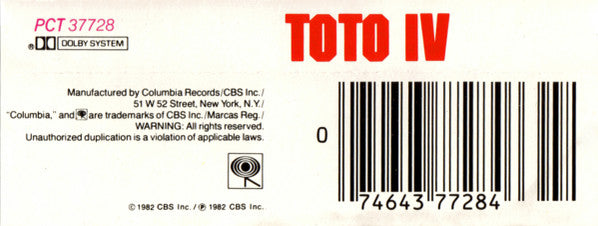 PCT 37728
DOLBY SYSTEM
TOTO IV
Manufactured by Columbia Records/CBS Inc./
51 W 52 Street, New York, N.Y./
"Columbia," and are trademarks of CBS Inc./Marcas Reg./
WARNING: All rights reserved.
Unauthorized duplication is a violation of applicable laws.
© 1982 CBS Inc./ ℗ 1982 CBS Inc.
0 74643 77284